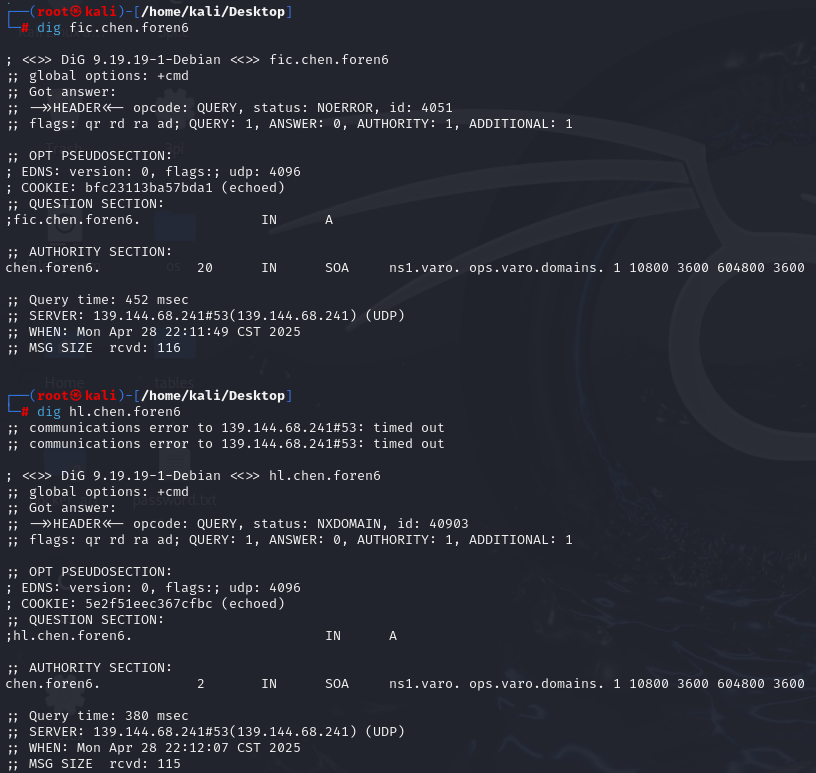 ┌──(root㉿kali)-[/home/kali/Desktop]
└─# dig fic.chen.foren6

; <<>> DiG 9.19.19-1-Debian <<>> fic.chen.foren6
;; global options: +cmd
;; Got answer:
;; ->>HEADER<<- opcode: QUERY, status: NOERROR, id: 4051
;; flags: qr rd ra ad; QUERY: 1, ANSWER: 0, AUTHORITY: 1, ADDITIONAL: 1

;; OPT PSEUDOSECTION:
; EDNS: version: 0, flags:; udp: 4096
; COOKIE: bfc23113ba57bda1 (echoed)
;; QUESTION SECTION:
;fic.chen.foren6. IN A

;; AUTHORITY SECTION:
chen.foren6. 20 IN SOA ns1.varo. ops.varo.domains. 1 10800 3600 604800 3600

;; Query time: 452 msec
;; SERVER: 139.144.68.241#53(139.144.68.241) (UDP)
;; WHEN: Mon Apr 28 22:11:49 CST 2025
;; MSG SIZE  rcvd: 116

Home tables
┌──(root㉿kali)-[/home/kali/Desktop]
└─# dig hl.chen.foren6
;; communications error to 139.144.68.241#53: timed out
;; communications error to 139.144.68.241#53: timed out

; <<>> DiG 9.19.19-1-Debian <<>> hl.chen.foren6
;; global options: +cmd
password.txt
;; Got answer:
;; ->>HEADER<<- opcode: QUERY, status: NXDOMAIN, id: 40903
;; flags: qr rd ra ad; QUERY: 1, ANSWER: 0, AUTHORITY: 1, ADDITIONAL: 1

;; OPT PSEUDOSECTION:
; EDNS: version: 0, flags:; udp: 4096
; COOKIE: 5e2f51eec367cfbc (echoed)
;; QUESTION SECTION:
;hl.chen.foren6. IN A

;; AUTHORITY SECTION:
chen.foren6. 2 IN SOA ns1.varo. ops.varo.domains. 1 10800 3600 604800 3600

;; Query time: 380 msec
;; SERVER: 139.144.68.241#53(139.144.68.241) (UDP)
;; WHEN: Mon Apr 28 22:12:07 CST 2025
;; MSG SIZE  rcvd: 115